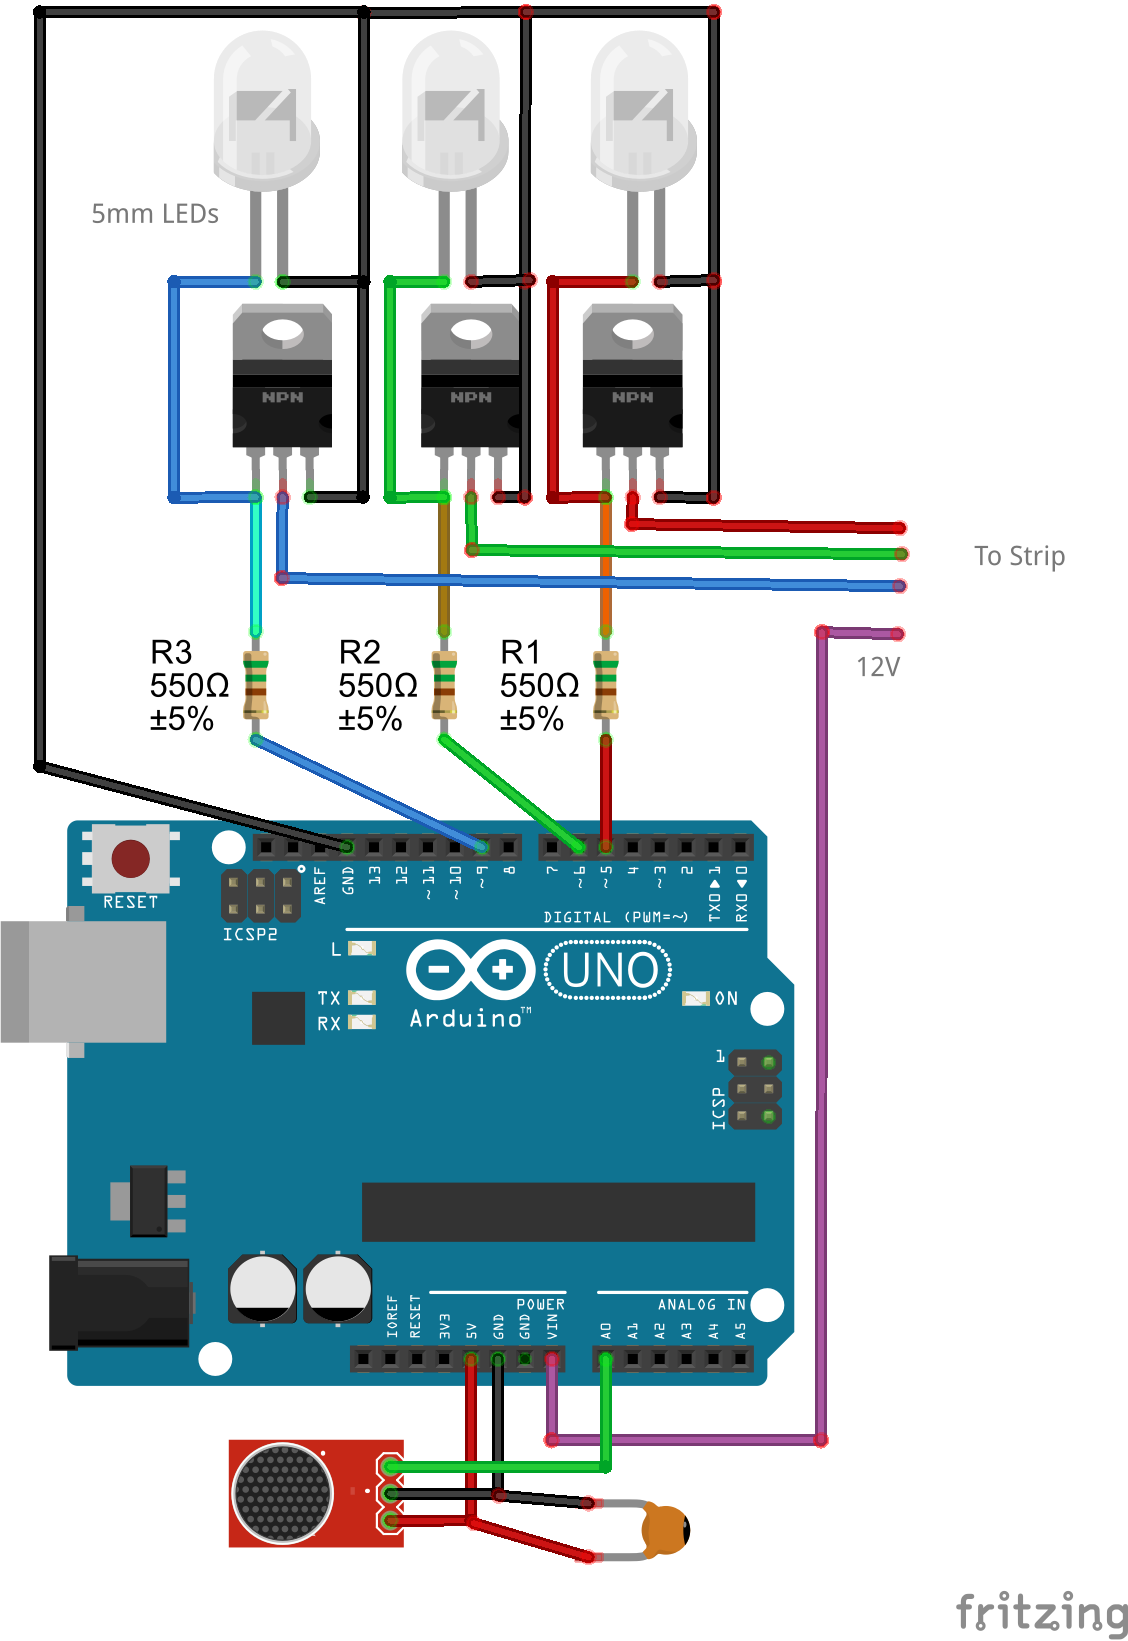 5mm LEDs
NPN
NPN
NPN
To Strip
12V
R3
550Ω
±5%
R2
550Ω
±5%
R1
550Ω
±5%
RESET
ICSP2
AREF
GND
13
12
~11
~10
~9
8
7
~6
~5
4
~3
2
TX0▶1
RX0◀0
DIGITAL (PWM=~)
L
TX
RX
Arduino™
UNO
ON
1
ICSP
IOREF
RESET
3V3
5V
GND
GND
VIN
POWER
A0
A1
A2
A3
A4
A5
ANALOG IN
fritzing